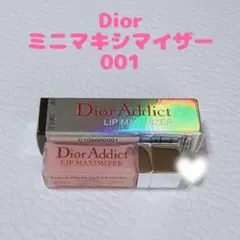 Dior
ミニマキシマイザー
001
Dior Addict
LIP MAXIMIZER
Dior Addict
LIP MAXIMIZER